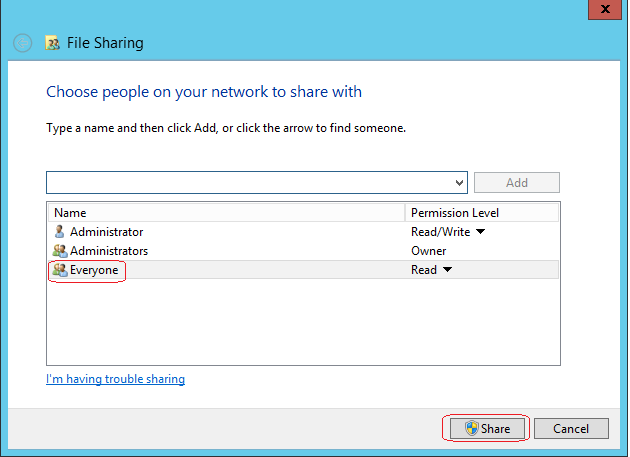 x
File Sharing
Choose people on your network to share with
Type a name and then click Add, or click the arrow to find someone.
Add
Name Permission Level
Administrator Read/Write
Administrators Owner
Everyone Read
I'm having trouble sharing
Share Cancel